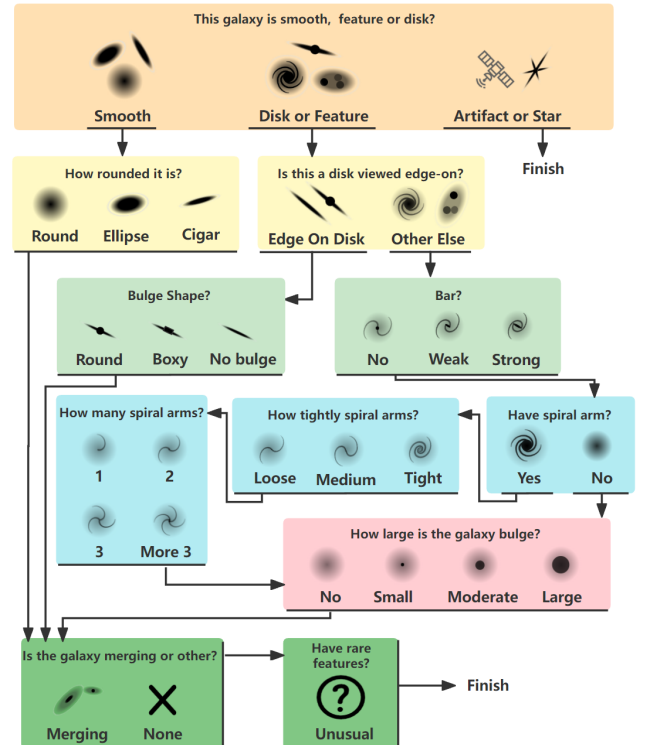 This galaxy is smooth, feature or disk?
Smooth
Disk or Feature
Artifact or Star
Finish
How rounded it is?
Round
Ellipse
Cigar
Is this a disk viewed edge-on?
Edge On Disk
Other Else
Bulge Shape?
Round
Boxy
No bulge
Bar?
No
Weak
Strong
How many spiral arms?
1
2
3
More 3
How tightly spiral arms?
Loose
Medium
Tight
Have spiral arm?
Yes
No
How large is the galaxy bulge?
No
Small
Moderate
Large
Is the galaxy merging or other?
Merging
None
Have rare
features?
?
Unusual
Finish